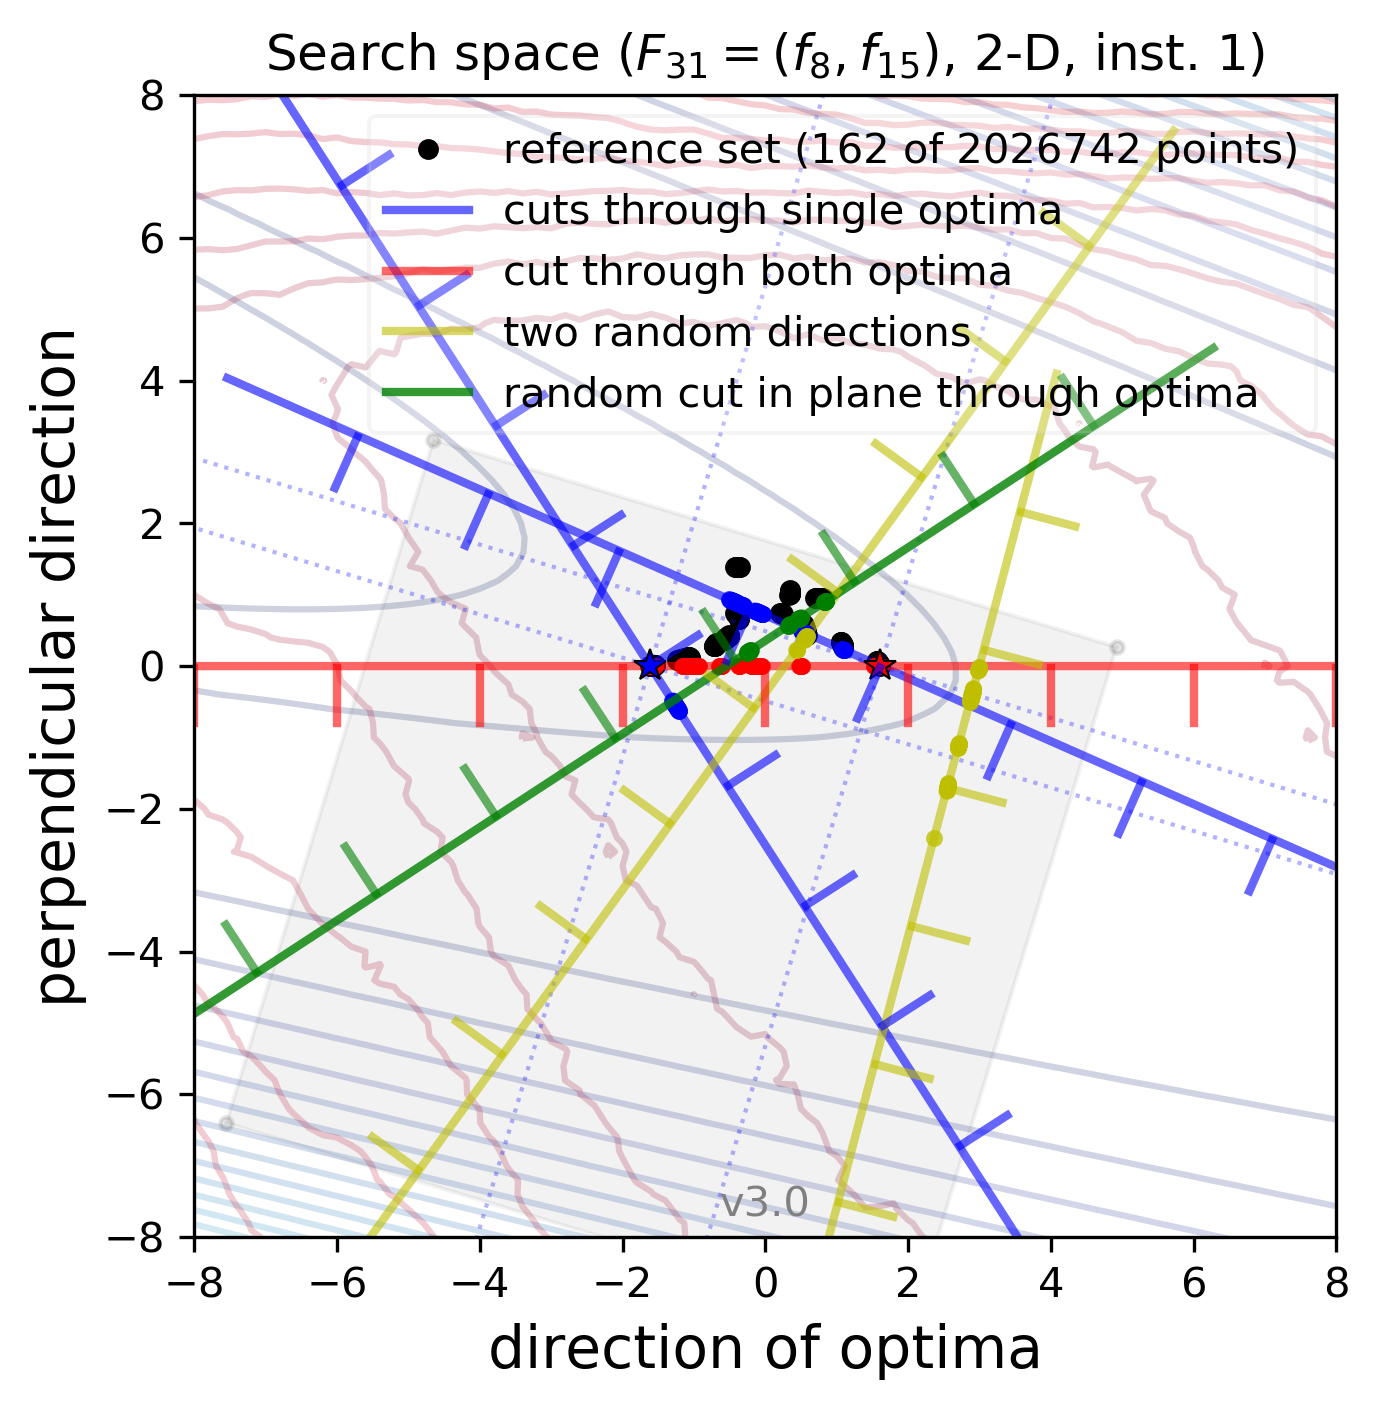 Search space (F₃₁ = (f₈, f₁₅), 2-D, inst. 1)
reference set (162 of 2026742 points)
cuts through single optima
cut through both optima
two random directions
random cut in plane through optima
perpendicular direction
8
6
4
2
0
−2
−4
−6
−8
v3.0
−8 −6 −4 −2 0 2 4 6 8
direction of optima